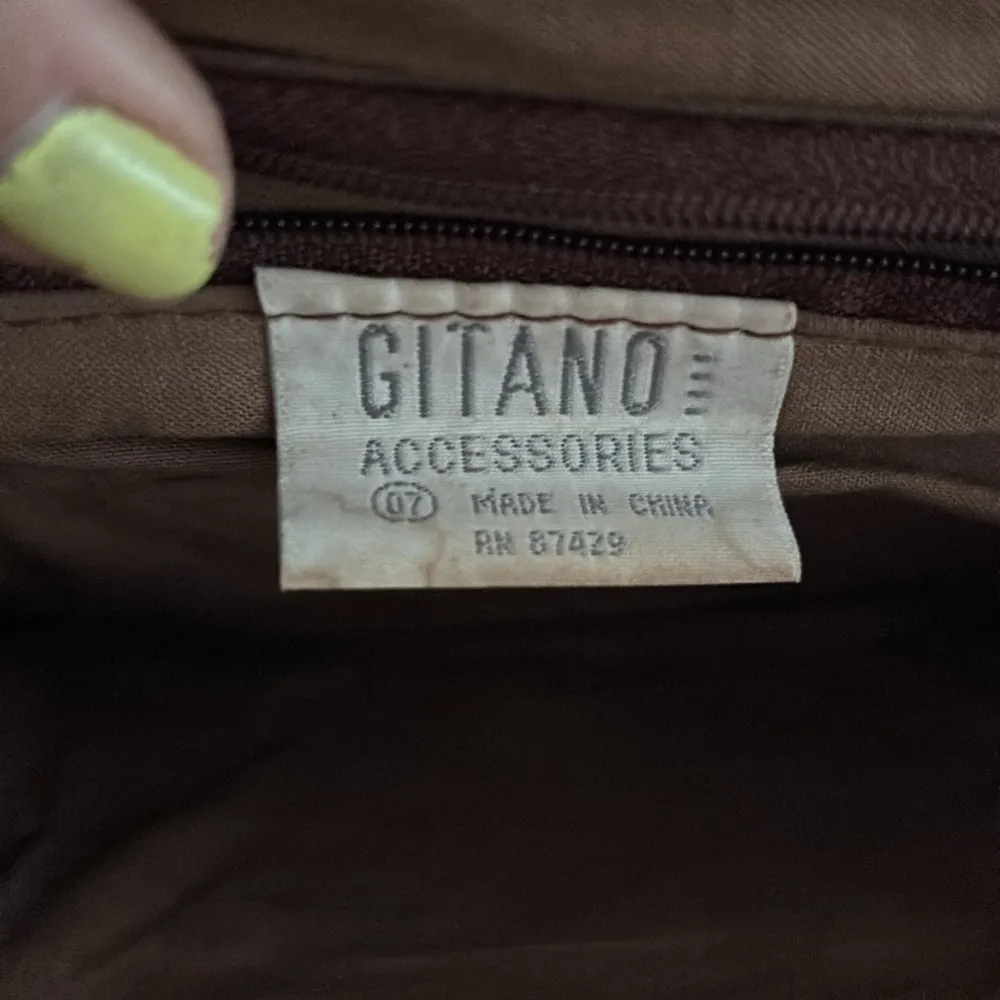 GITANO
ACCESSORIES
07 MADE IN CHINA
RN 87429